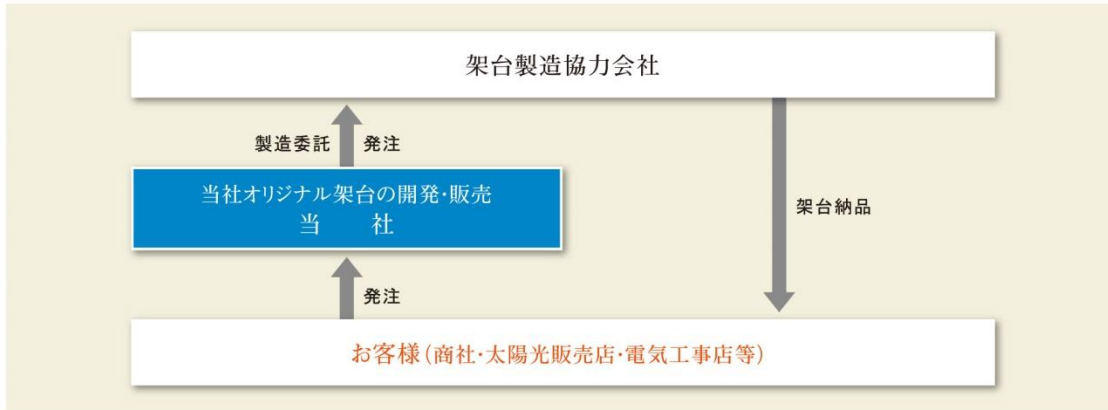 架台製造協力会社
製造委託 発注
当社オリジナル架台の開発・販売
当 社
架台納品
発注
お客様（商社・太陽光販売店・電気工事店等）